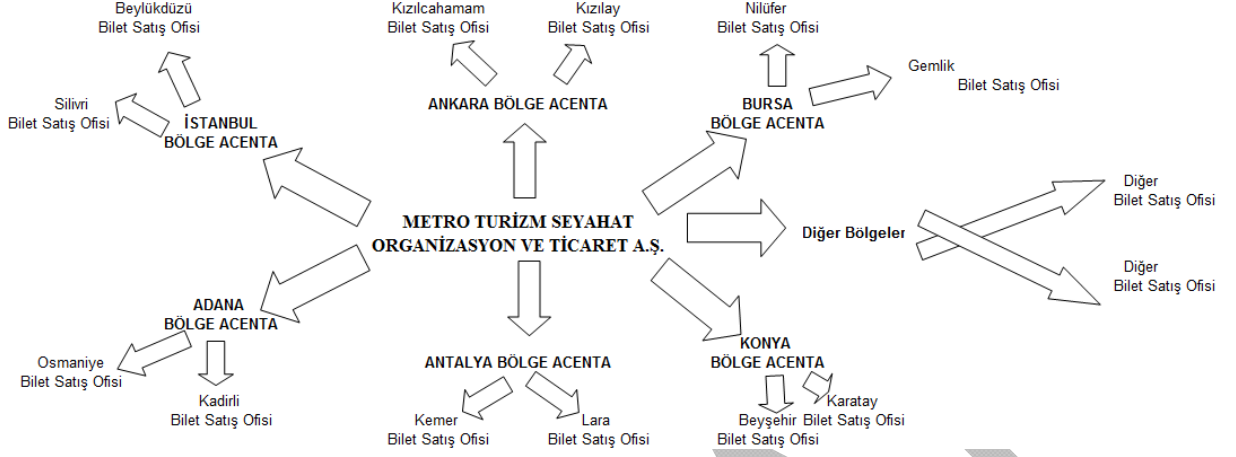 Beylükdüzü
Bilet Satış Ofisi
Kızılcahamam
Bilet Satış Ofisi
Kızılay
Bilet Satış Ofisi
Nilüfer
Bilet Satış Ofisi
Gemlik
Bilet Satış Ofisi
Silivri
Bilet Satış Ofisi
İSTANBUL
BÖLGE ACENTA
ANKARA BÖLGE ACENTA
BURSA
BÖLGE ACENTA
Diğer
Bilet Satış Ofisi
METRO TURİZM SEYAHAT
ORGANİZASYON VE TİCARET A.Ş.
Diğer Bölgeler
Diğer
Bilet Satış Ofisi
ADANA
BÖLGE ACENTA
Osmaniye
Bilet Satış Ofisi
Kadirli
Bilet Satış Ofisi
ANTALYA BÖLGE ACENTA
Kemer
Bilet Satış Ofisi
Lara
Bilet Satış Ofisi
KONYA
BÖLGE ACENTA
Beyşehir
Bilet Satış Ofisi
Karatay
Bilet Satış Ofisi